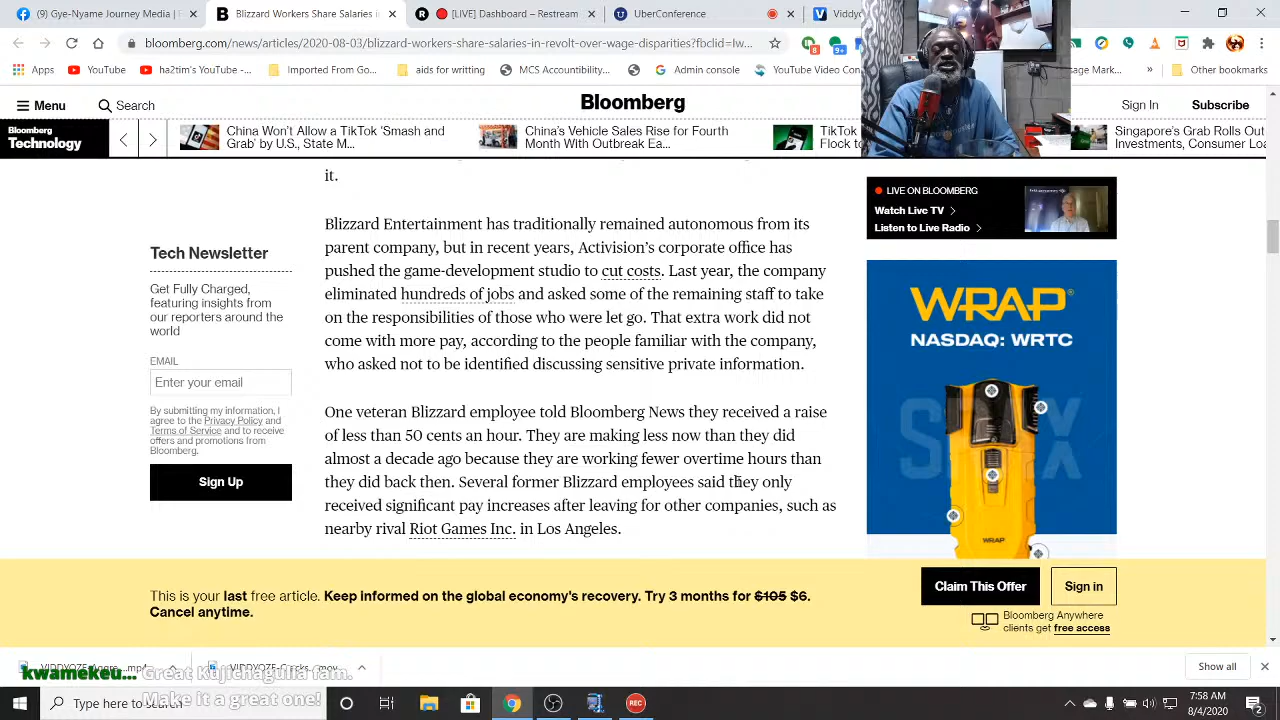 (4)
B
[LIVE] Dashboard - Restream
UberConference
Viddy
bloomberg.com/news/articles/2020-08-03/blizzard-workers-share-salaries-in-revolt-over-wage-disparities?fbclid=Iw...
8
9+
Apps
YouTube
ha2tim's YouTube -...
aids for writting
Admin console
YouTube Video Con
sage Mark...
»
Other bookmarks
Menu
Search
Bloomberg
Sign In
Subscribe
Bloomberg
Technology
China Won't Allow a TikTok 'Smash and
Grab' by U.S., State M...
China's Vehicle Sales Rise for Fourth
Month With Outbreak Ea...
TikTok
Flock to
Singapore's Grab Rolls Out
Investments, Consumer Loa
it.
Blizzard Entertainment has traditionally remained autonomous from its
parent company, but in recent years, Activision's corporate office has
pushed the game-development studio to cut costs. Last year, the company
eliminated hundreds of jobs and asked some of the remaining staff to take
on the responsibilities of those who were let go. That extra work did not
come with more pay, according to the people familiar with the company,
who asked not to be identified discussing sensitive private information.
One veteran Blizzard employee told Bloomberg News they received a raise
of less than 50 cents an hour. They are making less now than they did
almost a decade ago because they are working fewer overtime hours than
they did back then. Several former Blizzard employees said they only
received significant pay increases after leaving for other companies, such as
nearby rival Riot Games Inc. in Los Angeles.
Tech Newsletter
Get Fully Charged,
featuring insights from
our reporters around the
world
EMAIL
Enter your email
By submitting my information, I
agree to the Privacy Policy and
Terms of Service and to receive
offers and promotions from
Bloomberg.
Sign Up
LIVE ON BLOOMBERG
Watch Live TV
Listen to Live Radio
WRAP®
NASDAQ: WRTC
WRAP
This is your last free article. Keep informed on the global economy's recovery. Try 3 months for $105 $6.
Cancel anytime.
Claim This Offer
Sign in
Bloomberg Anywhere
clients get free access
kwamekeu... Great Kujichagulia fam.
Make it a great one!
Show all
Type here to
REC
7:58 AM
8/4/2020